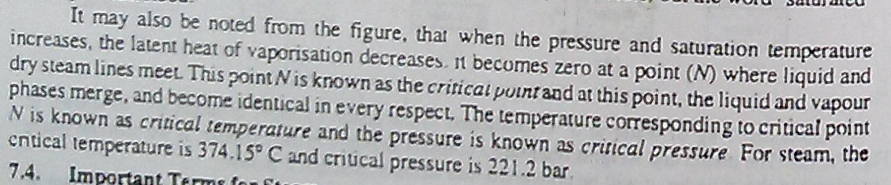 It may also be noted from the figure, that when the pressure and saturation temperature
increases, the latent heat of vaporisation decreases. It becomes zero at a point (N) where liquid and
dry steam lines meet. This point N is known as the critical point and at this point, the liquid and vapour
phases merge, and become identical in every respect. The temperature corresponding to critical point
N is known as critical temperature and the pressure is known as critical pressure. For steam, the
critical temperature is 374.15° C and critical pressure is 221.2 bar.
7.4. Important Terms for